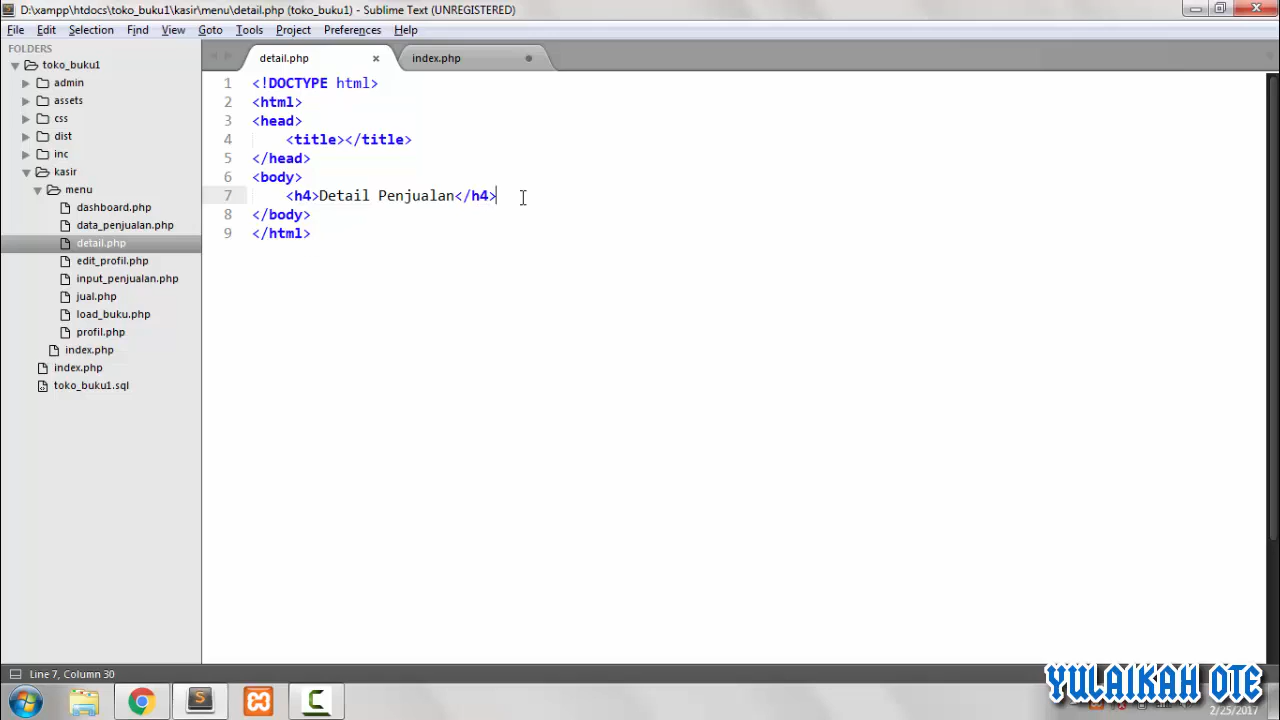 D:\xampp\htdocs\toko_buku1\kasir\menu\detail.php (toko_buku1) - Sublime Text (UNREGISTERED)
File Edit Selection Find View Goto Tools Project Preferences Help
FOLDERS
toko_buku1
admin
assets
css
dist
inc
kasir
menu
dashboard.php
data_penjualan.php
detail.php
edit_profil.php
input_penjualan.php
jual.php
load_buku.php
profil.php
index.php
index.php
toko_buku1.sql
detail.php × index.php
1 <!DOCTYPE html>
2 <html>
3 <head>
4 <title></title>
5 </head>
6 <body>
7 <h4>Detail Penjualan</h4>
8 </body>
9 </html>
Line 7, Column 30
YULAIKAH OTE
2/25/2017